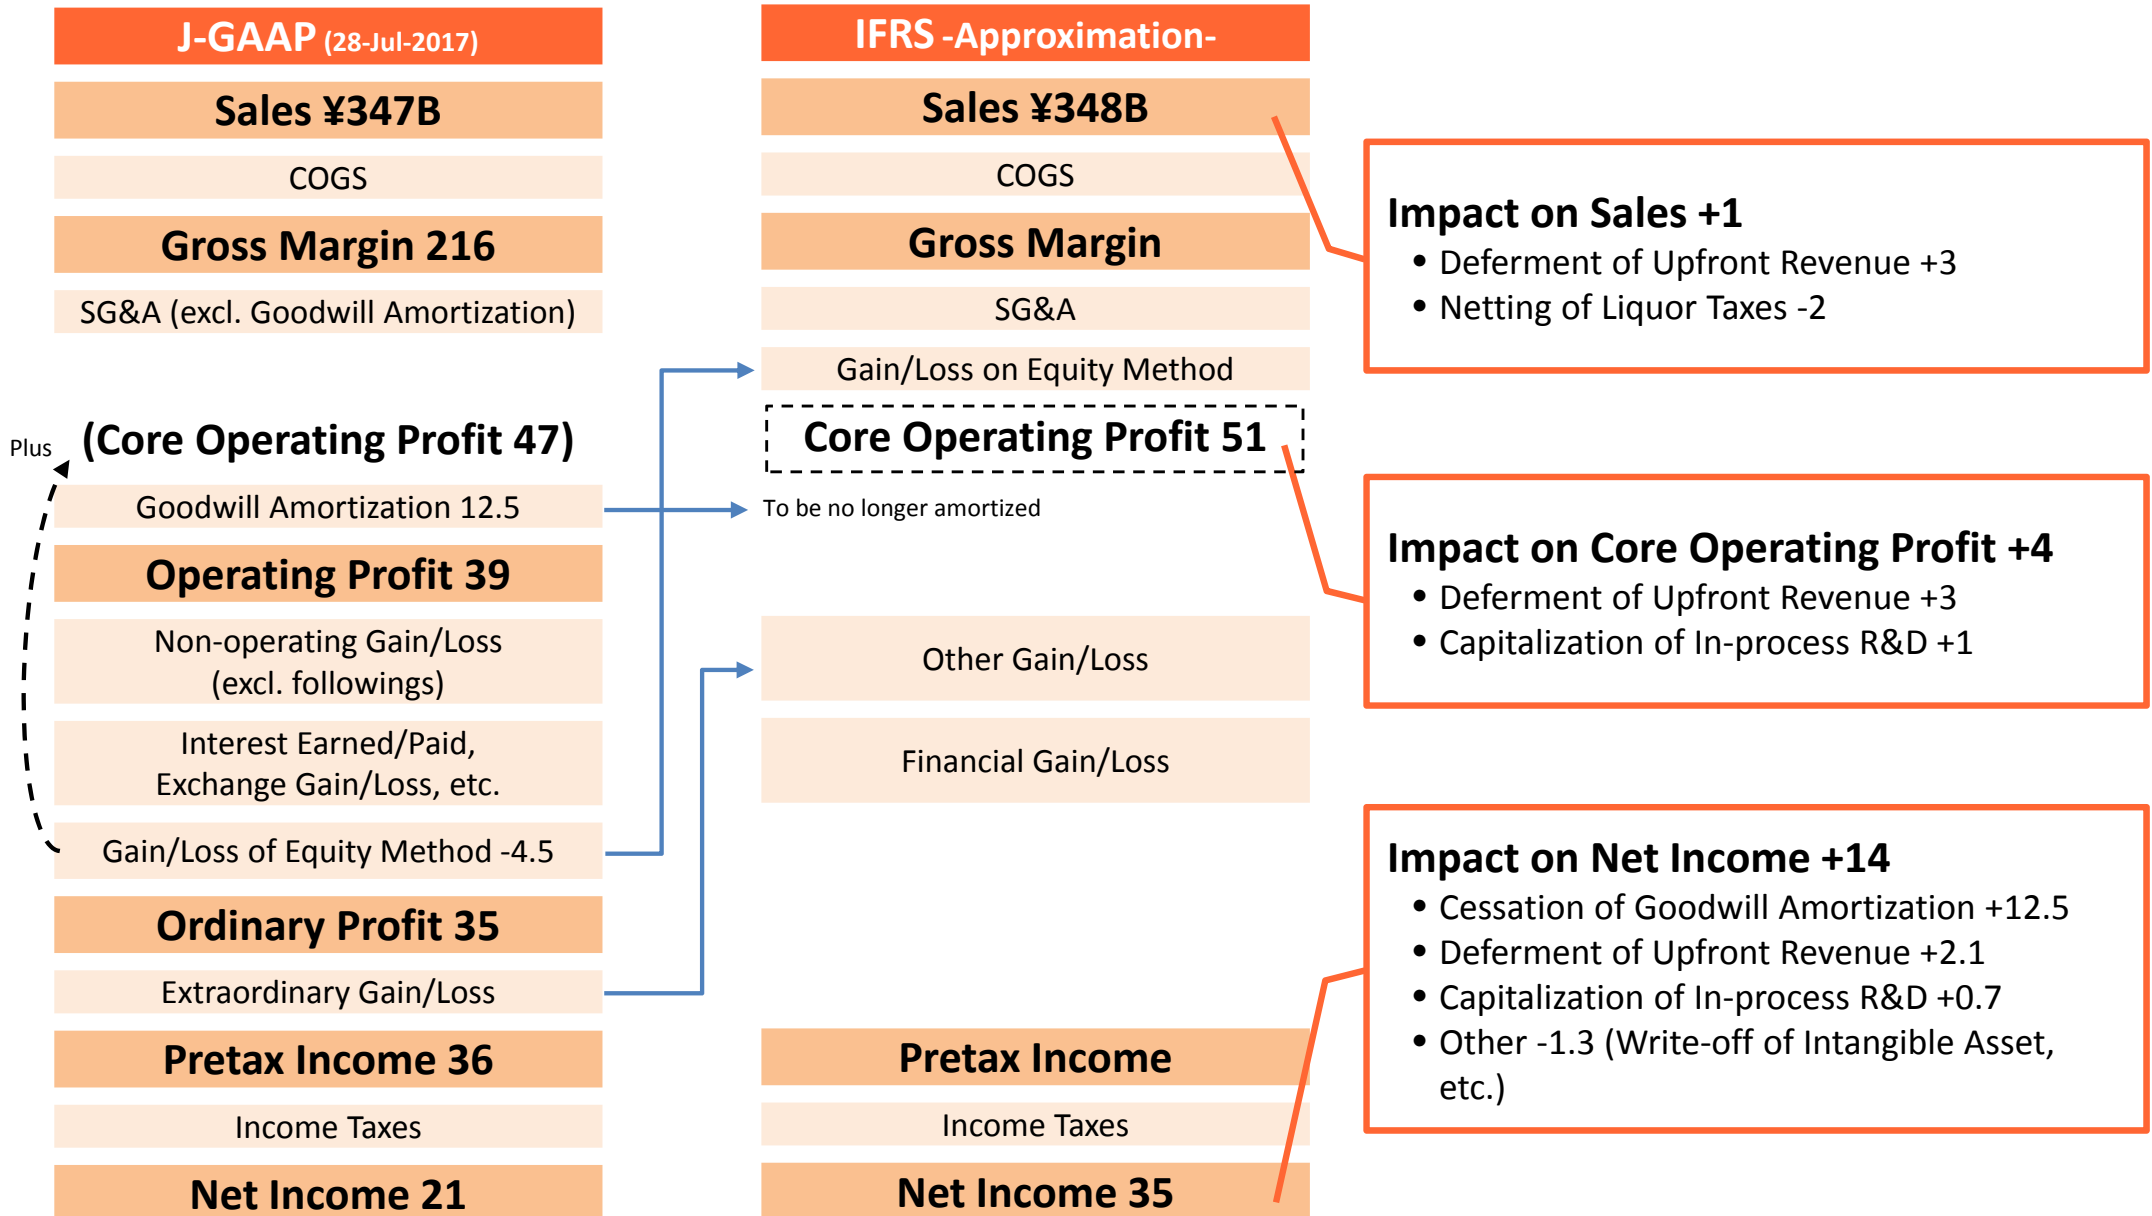 J-GAAP (28-Jul-2017)
Sales ¥347B
COGS
Gross Margin 216
SG&A (excl. Goodwill Amortization)
Plus
(Core Operating Profit 47)
Goodwill Amortization 12.5
Operating Profit 39
Non-operating Gain/Loss
(excl. followings)
Interest Earned/Paid,
Exchange Gain/Loss, etc.
Gain/Loss of Equity Method -4.5
Ordinary Profit 35
Extraordinary Gain/Loss
Pretax Income 36
Income Taxes
Net Income 21
IFRS -Approximation-
Sales ¥348B
COGS
Gross Margin
SG&A
Gain/Loss on Equity Method
Core Operating Profit 51
To be no longer amortized
Other Gain/Loss
Financial Gain/Loss
Pretax Income
Income Taxes
Net Income 35
Impact on Sales +1
• Deferment of Upfront Revenue +3
• Netting of Liquor Taxes -2
Impact on Core Operating Profit +4
• Deferment of Upfront Revenue +3
• Capitalization of In-process R&D +1
Impact on Net Income +14
• Cessation of Goodwill Amortization +12.5
• Deferment of Upfront Revenue +2.1
• Capitalization of In-process R&D +0.7
• Other -1.3 (Write-off of Intangible Asset,
etc.)